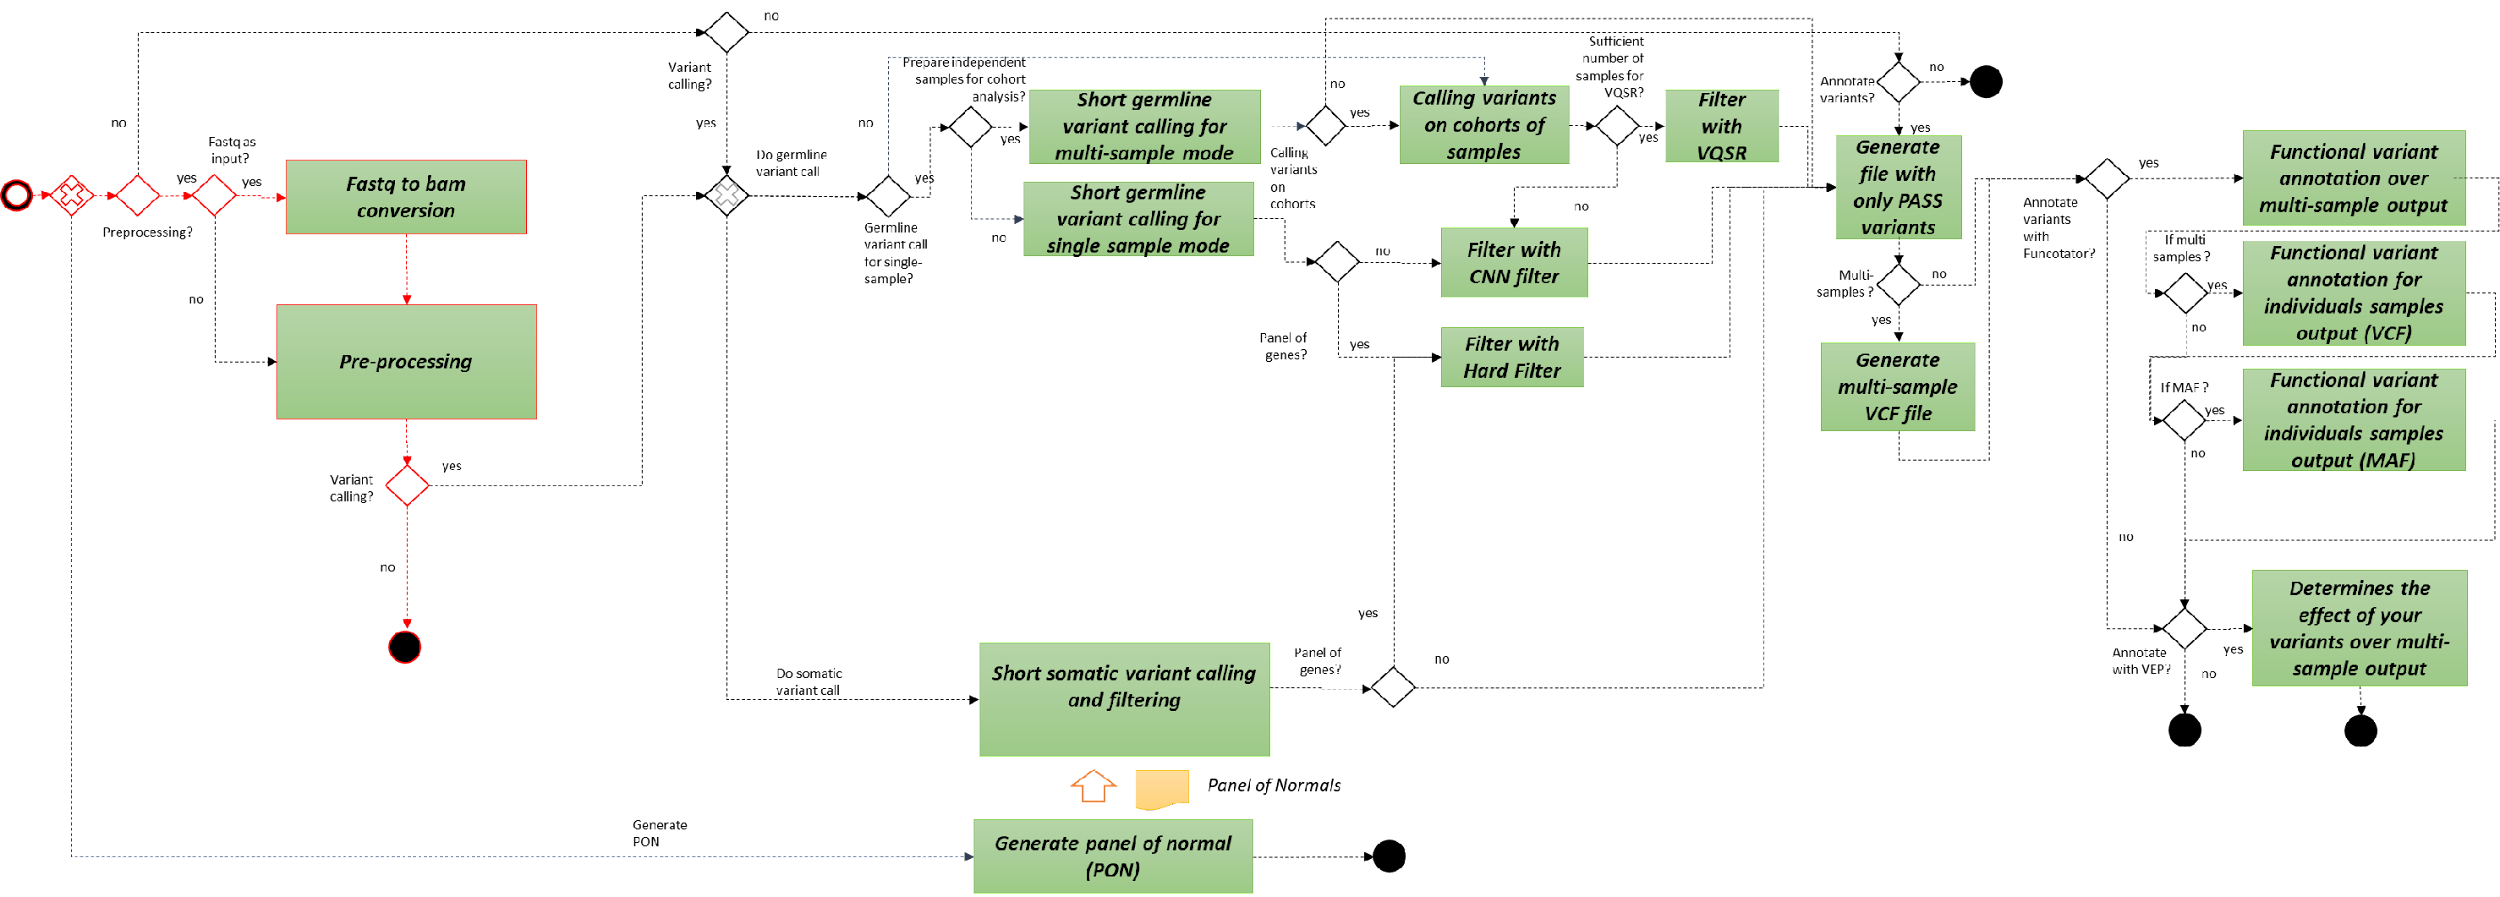 no
Variant
calling?
yes
no
Fastq as
input?
yes
yes
Preprocessing?
no
Fastq to bam
conversion
Pre-processing
Variant
calling?
yes
no
Do germline
variant call
no
yes
Germline
variant call
for single-
sample?
Prepare independent
samples for cohort
analysis?
yes
no
Short germline
variant calling for
multi-sample mode
Short germline
variant calling for
single sample mode
Calling
variants
on
cohorts
no
yes
Calling variants
on cohorts of
samples
Sufficient
number of
samples for
VQSR?
yes
no
Filter
with
VQSR
no
Filter with
CNN filter
Panel of
genes?
yes
Filter with
Hard Filter
Annotate
variants?
no
yes
Generate
file with
only PASS
variants
Multi-
samples ?
no
yes
Generate
multi-sample
VCF file
Annotate
variants
with
Funcotator?
yes
no
Functional variant
annotation over
multi-sample output
If multi
samples ?
yes
no
Functional variant
annotation for
individuals samples
output (VCF)
If MAF ?
yes
no
Functional variant
annotation for
individuals samples
output (MAF)
Annotate
with VEP?
yes
no
Determines the
effect of your
variants over multi-
sample output
Do somatic
variant call
Short somatic variant calling
and filtering
Panel of
genes?
yes
no
Panel of Normals
Generate
PON
Generate panel of normal
(PON)